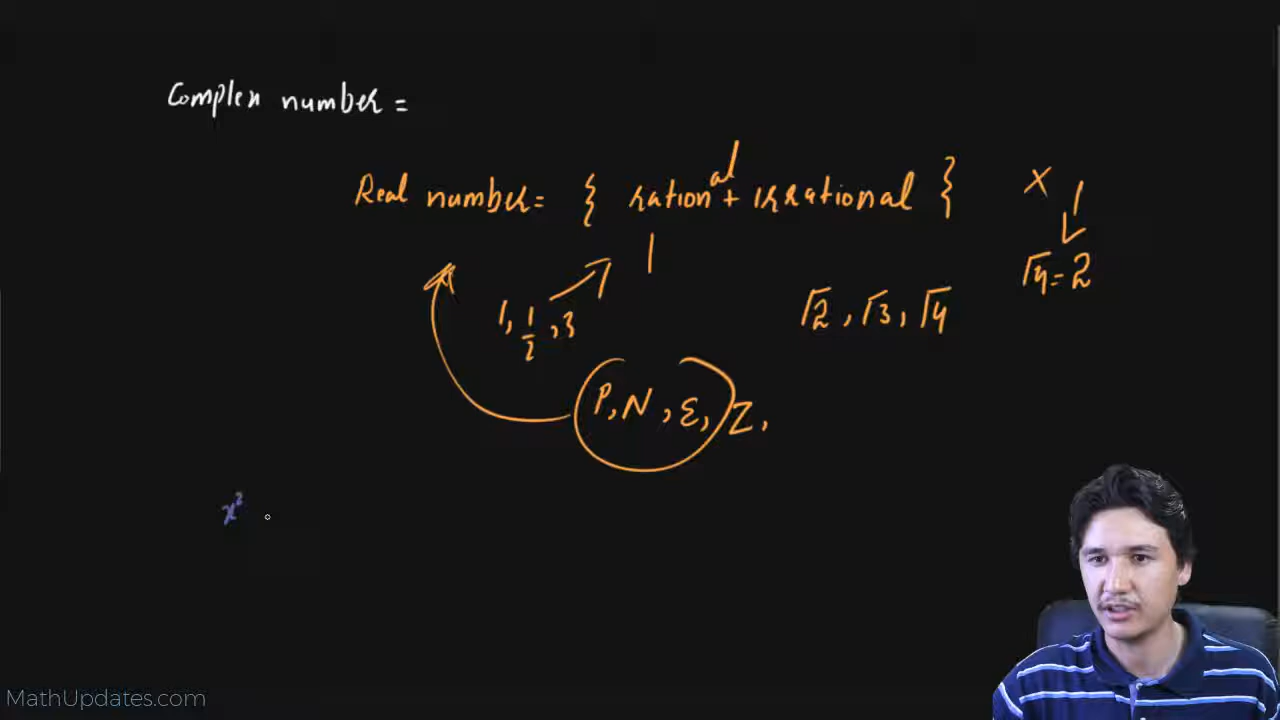 Complex number =
Real number = { rational + irrational } X
√4 = 2
1, 1/2, 3
√2, √3, √4
P, N, E, Z,
x²
MathUpdates.com